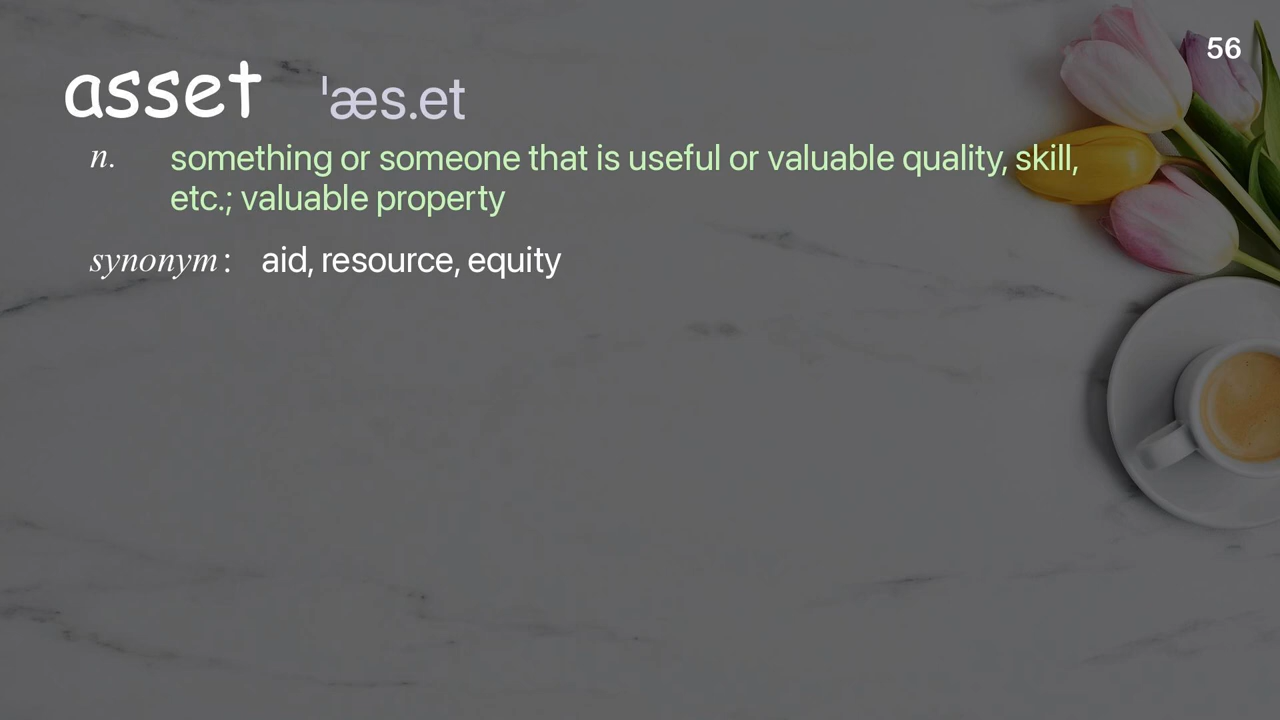 56
asset ˈæs.et
n. something or someone that is useful or valuable quality, skill,
etc.; valuable property
synonym : aid, resource, equity